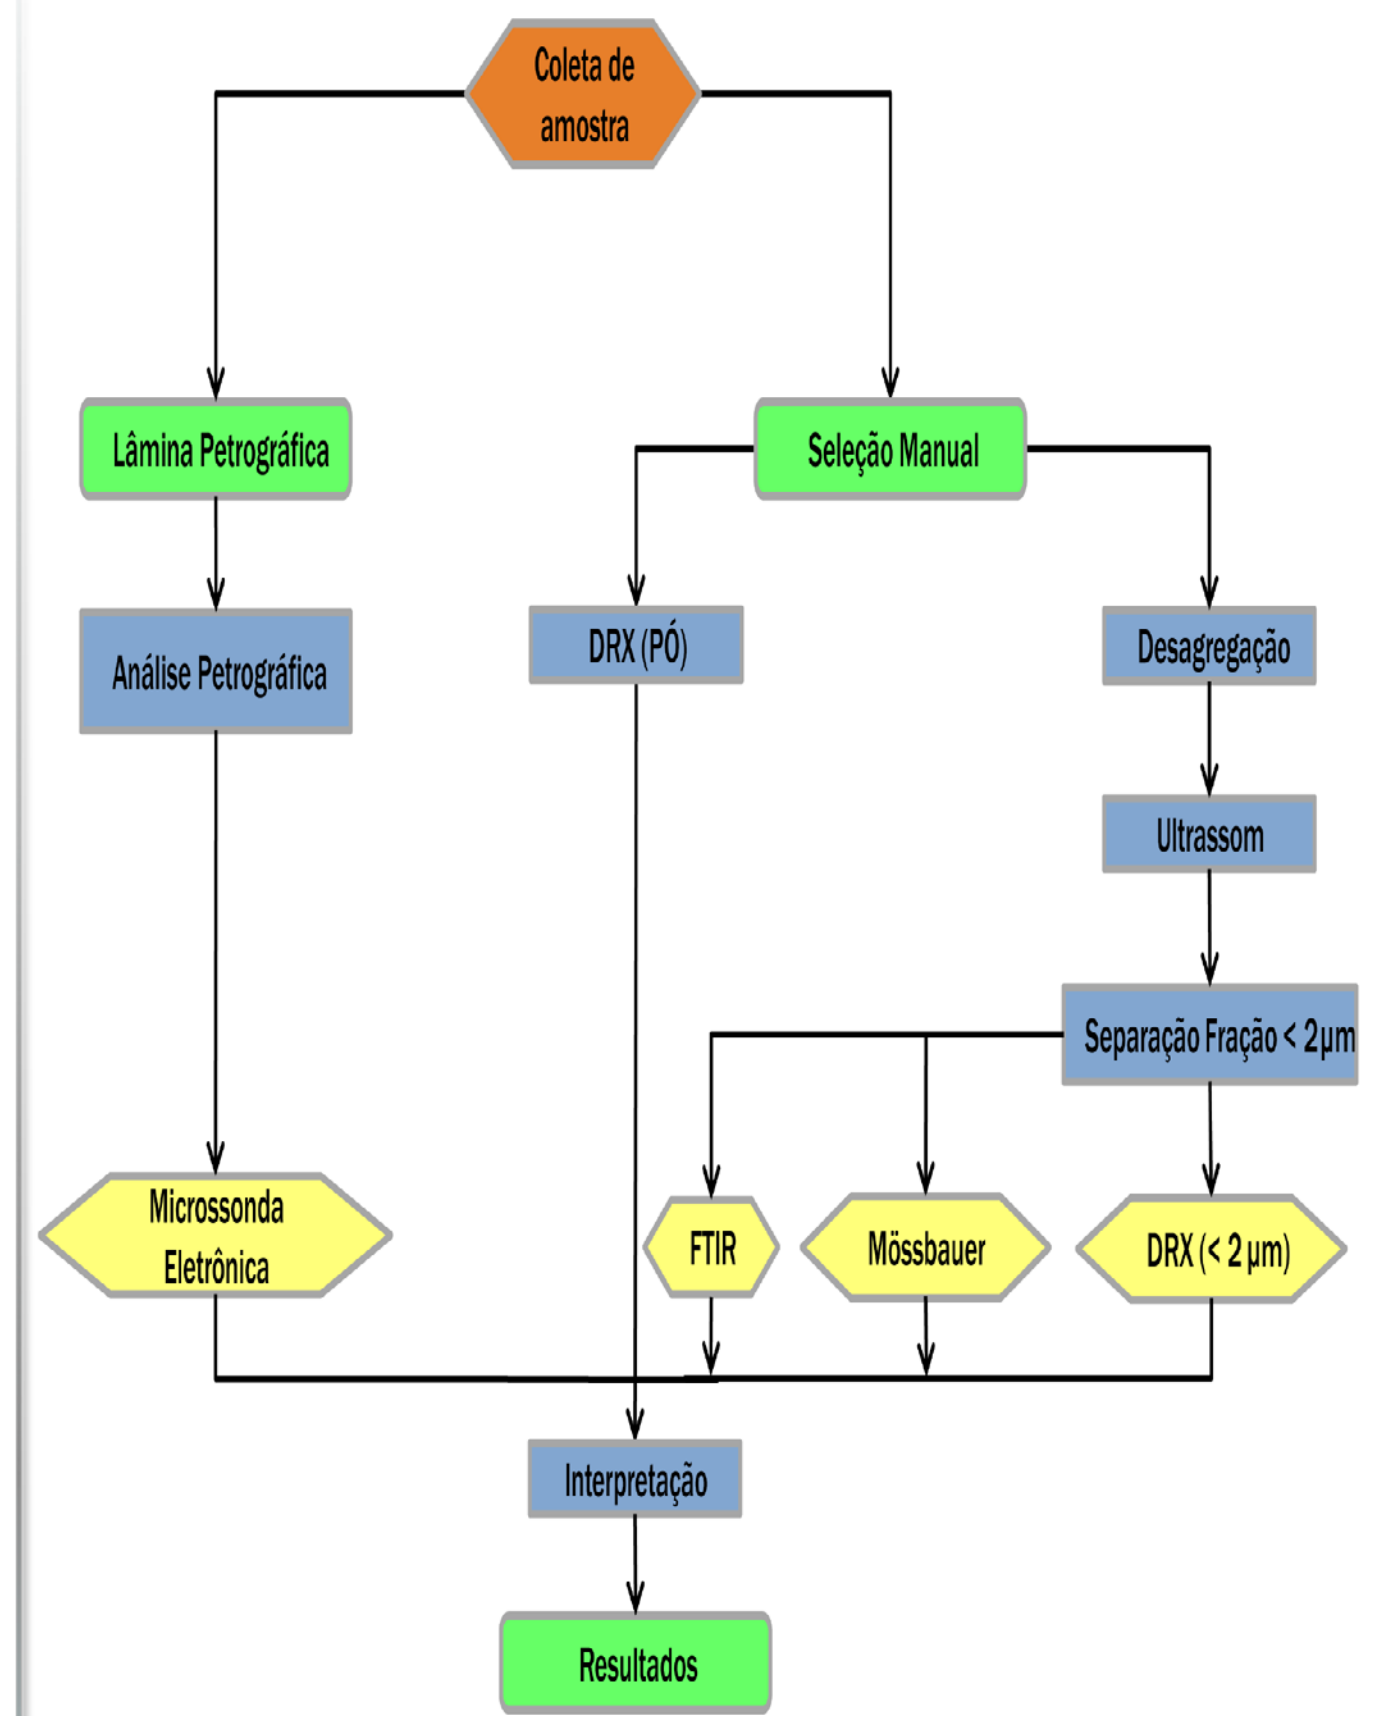 Coleta de
amostra
Lâmina Petrográfica
Seleção Manual
DRX (PÓ)
Desagregação
Análise Petrográfica
Ultrassom
Separação Fração < 2µm
Microssonda
Eletrônica
FTIR
Mössbauer
DRX (< 2 µm)
Interpretação
Resultados